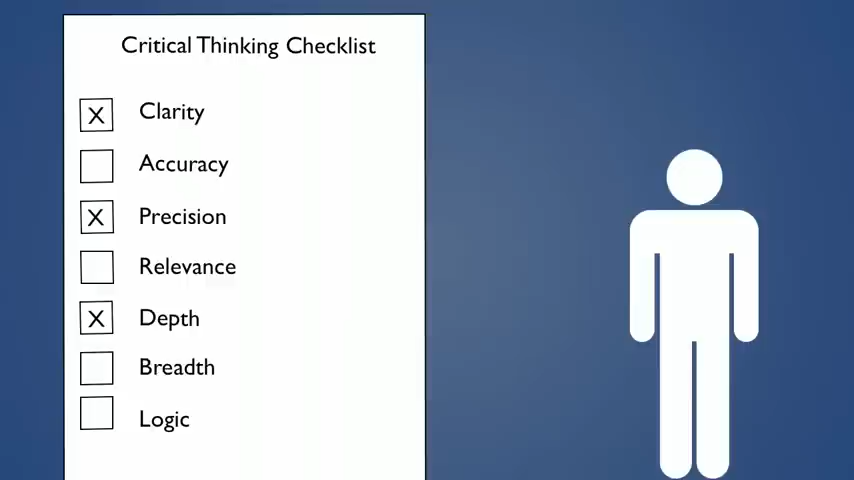 Critical Thinking Checklist
X Clarity
Accuracy
X Precision
Relevance
X Depth
Breadth
Logic